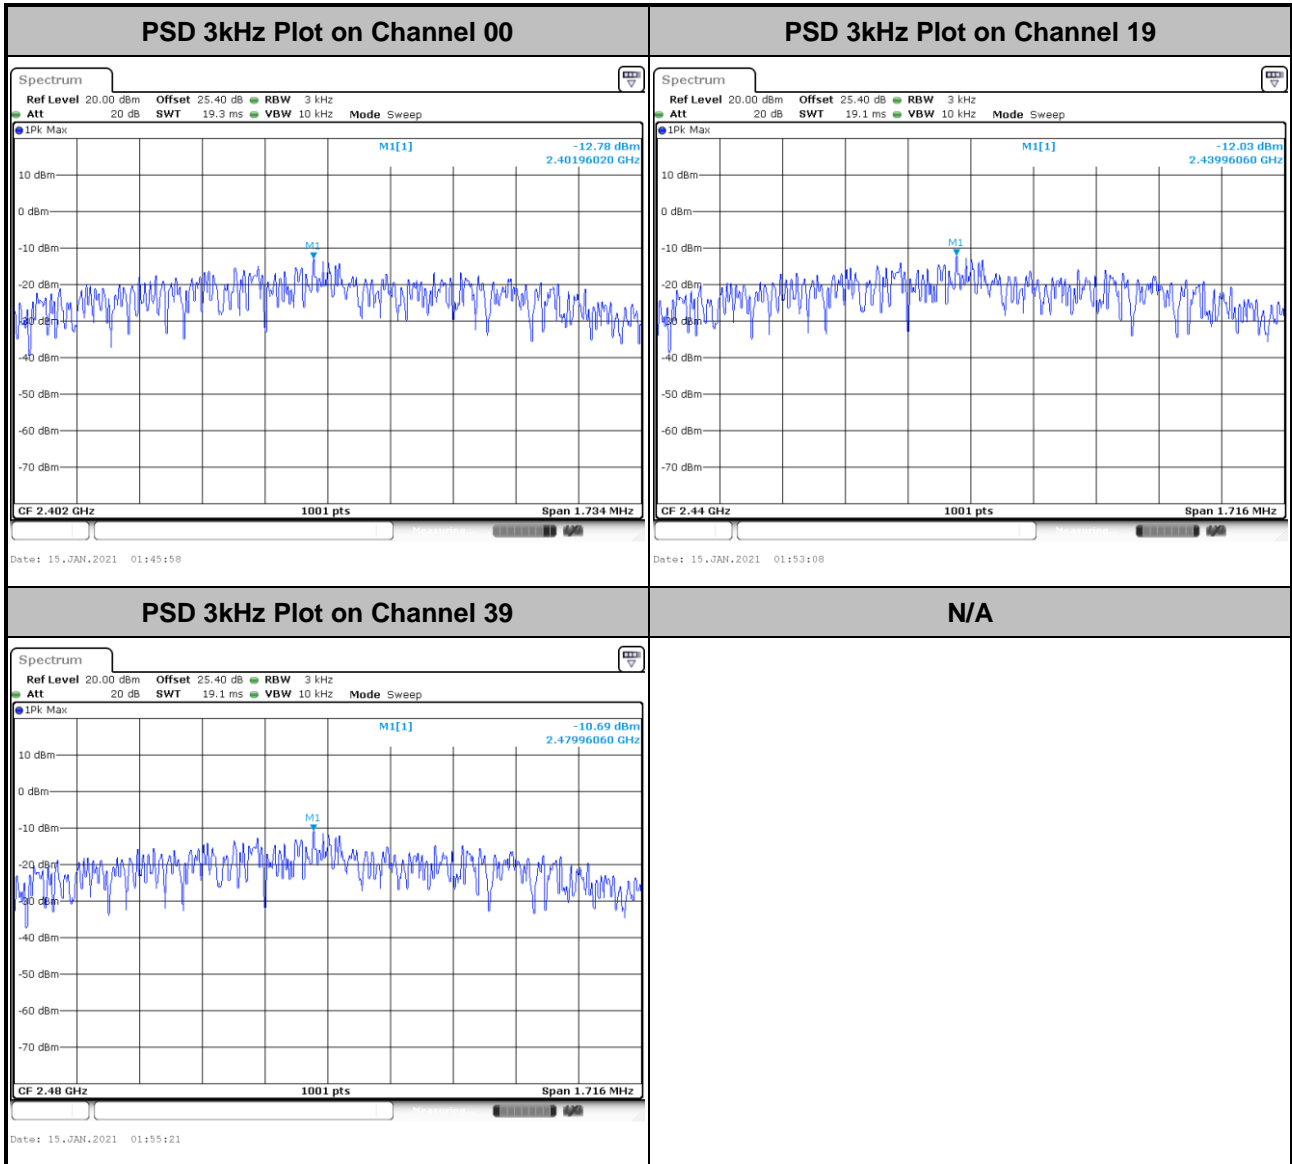 PSD 3kHz Plot on Channel 00
PSD 3kHz Plot on Channel 19
Spectrum
Ref Level 20.00 dBm Offset 25.40 dB RBW 3 kHz
Att 20 dB SWT 19.3 ms VBW 10 kHz Mode Sweep
1Pk Max
M1[1] -12.78 dBm
2.40196020 GHz
10 dBm
0 dBm
M1
-10 dBm
-20 dBm
-30 dBm
-40 dBm
-50 dBm
-60 dBm
-70 dBm
CF 2.402 GHz 1001 pts Span 1.734 MHz
Measuring
Date: 15.JAN.2021 01:45:58
Spectrum
Ref Level 20.00 dBm Offset 25.40 dB RBW 3 kHz
Att 20 dB SWT 19.1 ms VBW 10 kHz Mode Sweep
1Pk Max
M1[1] -12.03 dBm
2.43996060 GHz
10 dBm
0 dBm
M1
-10 dBm
-20 dBm
-30 dBm
-40 dBm
-50 dBm
-60 dBm
-70 dBm
CF 2.44 GHz 1001 pts Span 1.716 MHz
Measuring
Date: 15.JAN.2021 01:53:08
PSD 3kHz Plot on Channel 39
N/A
Spectrum
Ref Level 20.00 dBm Offset 25.40 dB RBW 3 kHz
Att 20 dB SWT 19.1 ms VBW 10 kHz Mode Sweep
1Pk Max
M1[1] -10.69 dBm
2.47996060 GHz
10 dBm
0 dBm
M1
-10 dBm
-20 dBm
-30 dBm
-40 dBm
-50 dBm
-60 dBm
-70 dBm
CF 2.48 GHz 1001 pts Span 1.716 MHz
Measuring
Date: 15.JAN.2021 01:55:21